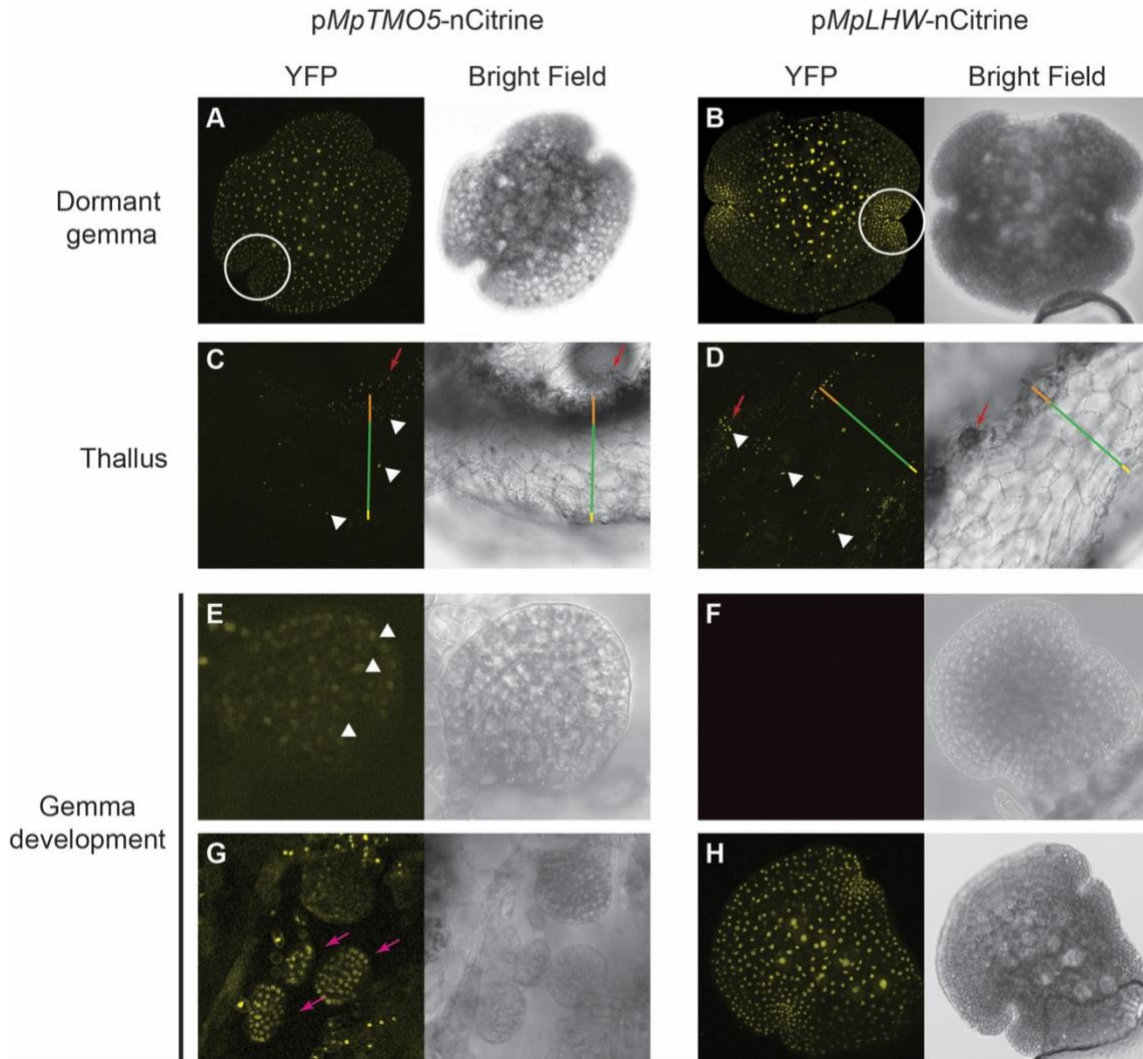 pMpTMO5-nCitrine
pMpLHW-nCitrine
YFP
Bright Field
YFP
Bright Field
A
B
Dormant
gemma
C
D
Thallus
E
F
Gemma
development
G
H